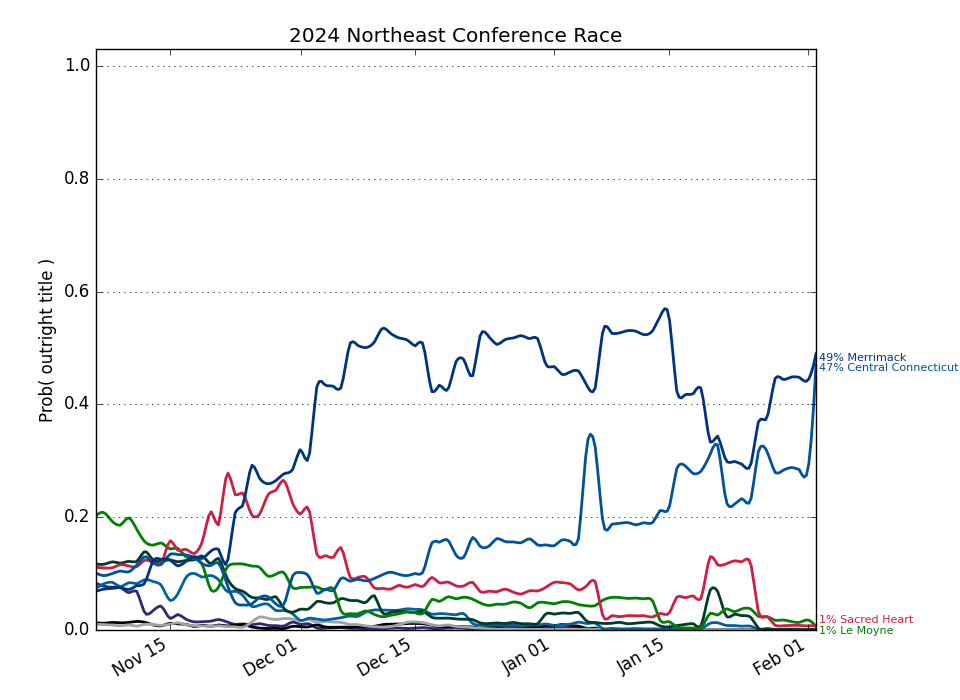 2024 Northeast Conference Race
Prob( outright title )
1.0
0.8
0.6
0.4
0.2
0.0
49% Merrimack
47% Central Connecticut
1% Sacred Heart
1% Le Moyne
Nov 15
Dec 01
Dec 15
Jan 01
Jan 15
Feb 01